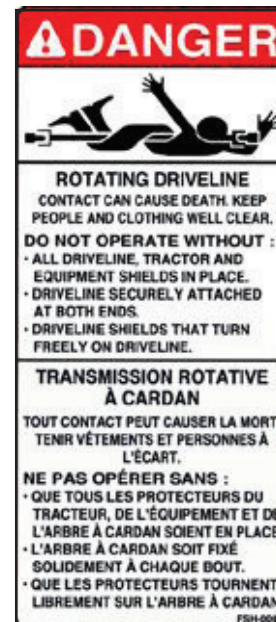 DANGER
ROTATING DRIVELINE
CONTACT CAN CAUSE DEATH. KEEP
PEOPLE AND CLOTHING WELL CLEAR.
DO NOT OPERATE WITHOUT :
• ALL DRIVELINE, TRACTOR AND
EQUIPMENT SHIELDS IN PLACE.
• DRIVELINE SECURELY ATTACHED
AT BOTH ENDS.
• DRIVELINE SHIELDS THAT TURN
FREELY ON DRIVELINE.
TRANSMISSION ROTATIVE
À CARDAN
TOUT CONTACT PEUT CAUSER LA MORT
TENIR VÊTEMENTS ET PERSONNES À
L'ÉCART.
NE PAS OPÉRER SANS :
• QUE TOUS LES PROTECTEURS DU
TRACTEUR, DE L'ÉQUIPEMENT ET DE
L'ARBRE À CARDAN SOIENT EN PLACE
• L'ARBRE À CARDAN SOIT FIXÉ
SOLIDEMENT À CHAQUE BOUT.
• QUE LES PROTECTEURS TOURNENT
LIBREMENT SUR L'ARBRE À CARDAN